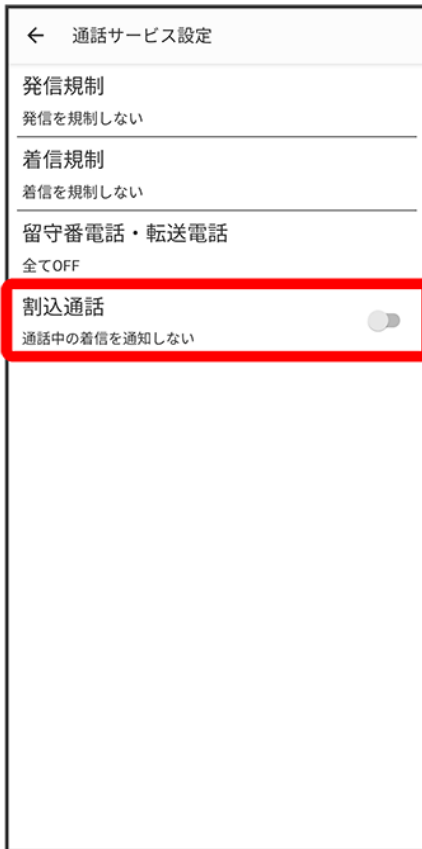 通話サービス設定
発信規制
発信を規制しない
着信規制
着信を規制しない
留守番電話・転送電話
全てOFF
割込通話
通話中の着信を通知しない